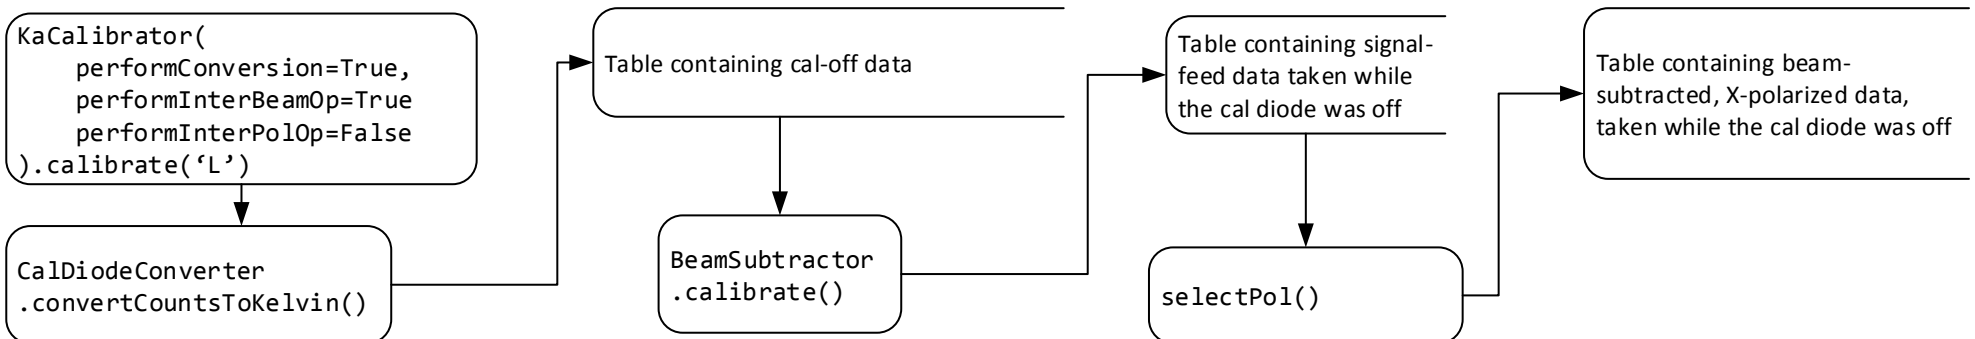 KaCalibrator(
    performConversion=True,
    performInterBeamOp=True
    performInterPolOp=False
).calibrate(‘L’)
CalDiodeConverter
.convertCountsToKelvin()
Table containing cal-off data
BeamSubtractor
.calibrate()
Table containing signal-
feed data taken while
the cal diode was off
selectPol()
Table containing beam-
subtracted, X-polarized data,
taken while the cal diode was off